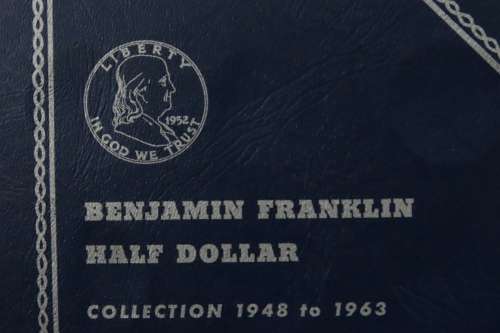 LIBERTY
1952
IN GOD WE TRUST
BENJAMIN FRANKLIN
HALF DOLLAR
COLLECTION 1948 to 1963